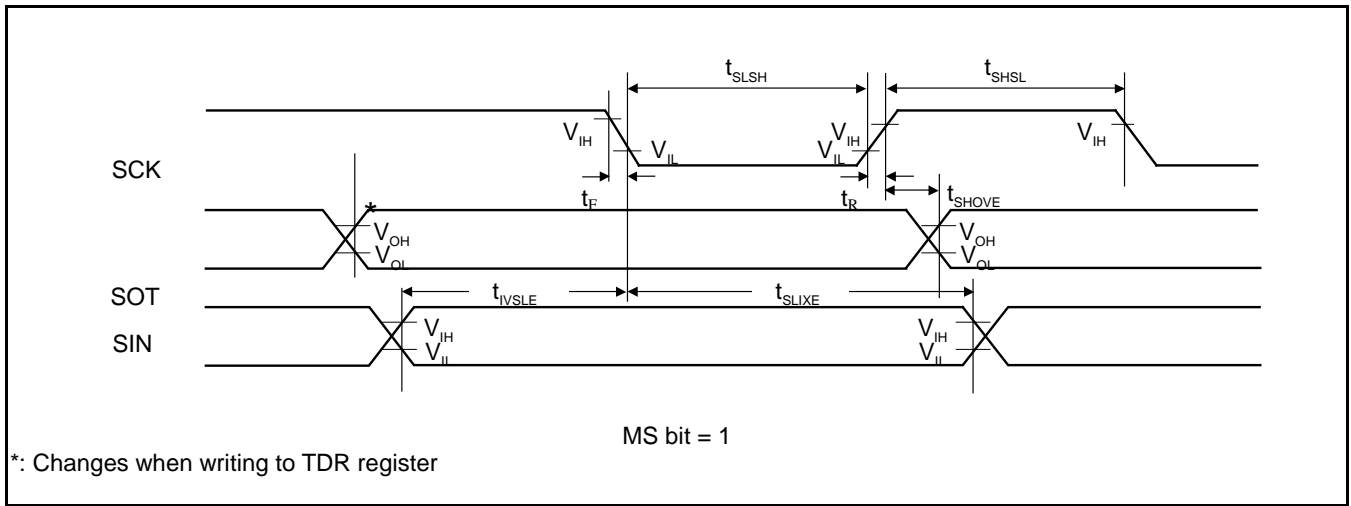 tSLSH tSHSL
VIH VIL VIL VIH VIH
SCK
tF tR tSHOVE
*
VOH VOH
VOL VOL
SOT
tIVSLE tSLIXE
SIN
VIH VIH
VIL VIL
MS bit = 1
*: Changes when writing to TDR register